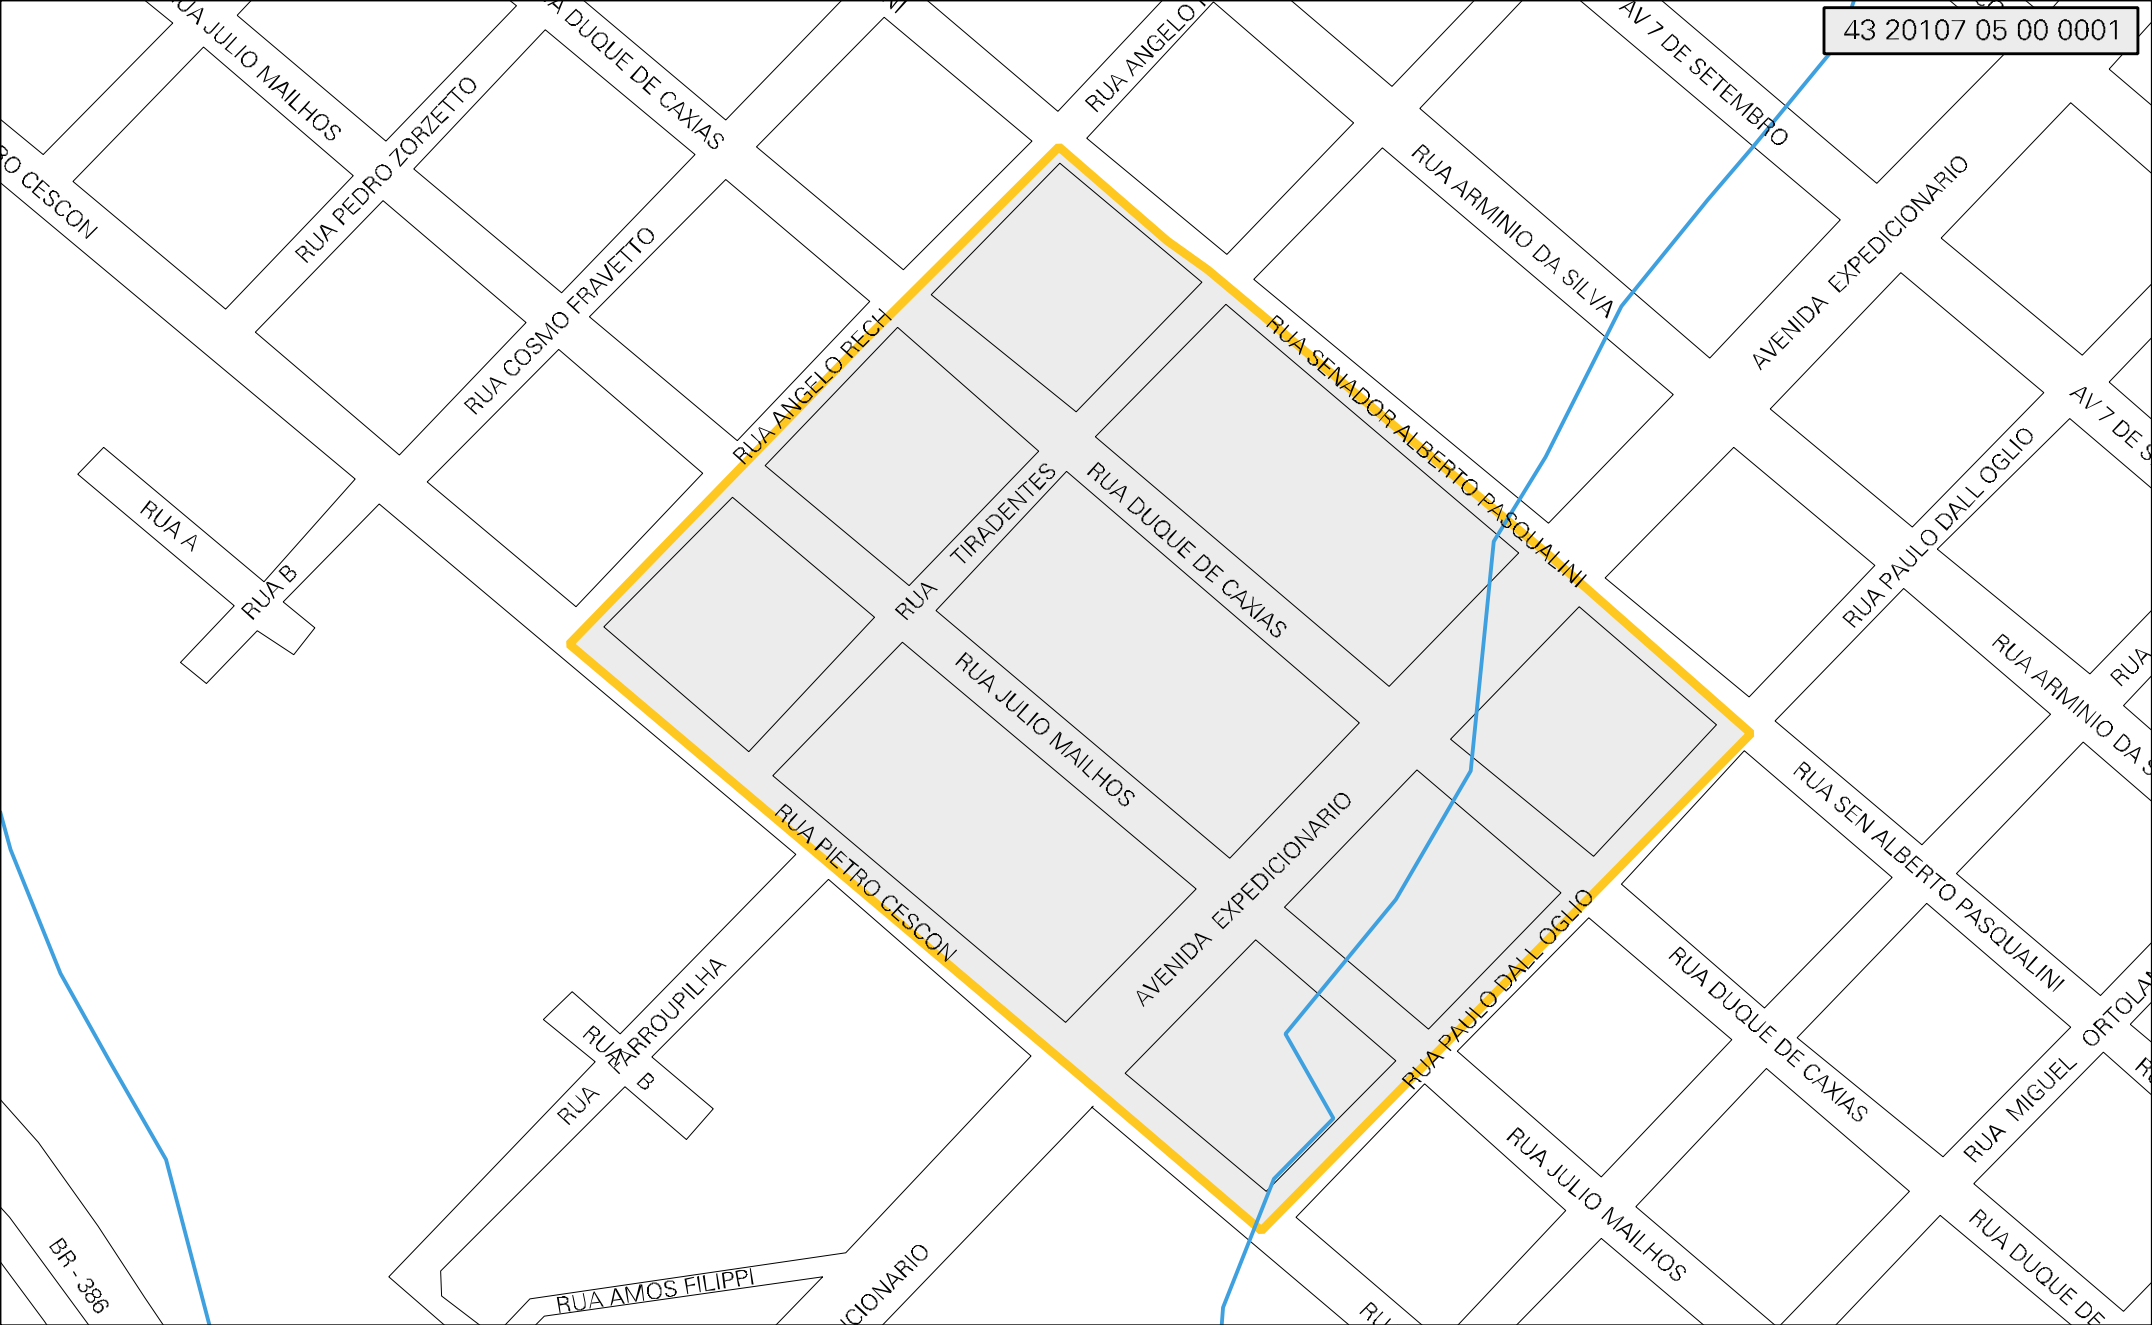 43 20107 05 00 0001
RUA JULIO MAILHOS
DUQUE DE CAXIAS
RUA ANGELO
AV 7 DE SETEMBRO
RUA PEDRO ZORZETTO
CESCON
RUA ARMINIO DA SILVA
AVENIDA EXPEDICIONARIO
RUA COSMO FRAVETTO
RUA ANGELO RECH
RUA SENADOR ALBERTO PASQUALINI
AV 7 DE S
RUA A
RUA B
RUA TIRADENTES
RUA DUQUE DE CAXIAS
RUA PAULO DALL OGLIO
RUA JULIO MAILHOS
RUA ARMINIO DA S
RUA
RUA PIETRO CESCON
AVENIDA EXPEDICIONARIO
RUA SEN ALBERTO PASQUALINI
RUA PAULO DALL OGLIO
RUA DUQUE DE CAXIAS
RUA FARROUPILHA
RUA B
RUA MIGUEL ORTOLAN
RUA JULIO MAILHOS
RUA DUQUE DE
BR - 386
RUA AMOS FILIPPI
CIONARIO